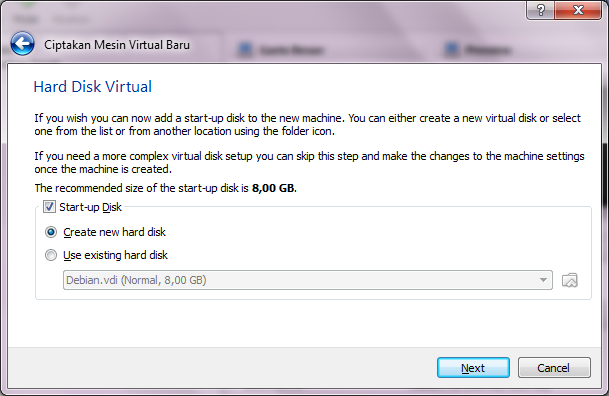 Ciptakan Mesin Virtual Baru
Hard Disk Virtual
If you wish you can now add a start-up disk to the new machine. You can either create a new virtual disk or select
one from the list or from another location using the folder icon.
If you need a more complex virtual disk setup you can skip this step and make the changes to the machine settings
once the machine is created.
The recommended size of the start-up disk is 8,00 GB.
Start-up Disk
Create new hard disk
Use existing hard disk
Debian.vdi (Normal, 8,00 GB)
Next
Cancel